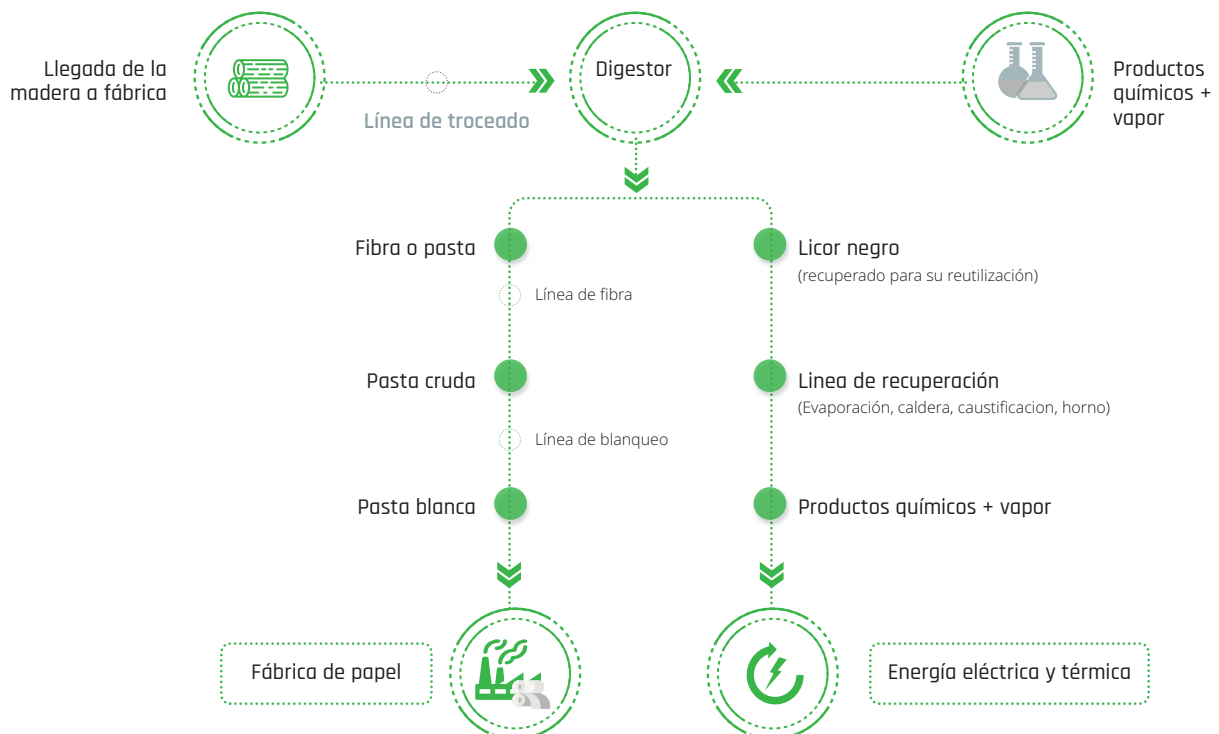 Llegada de la
madera a fábrica
Línea de troceado
Digestor
Productos
químicos +
vapor
Fibra o pasta
Licor negro
(recuperado para su reutilización)
Línea de fibra
Pasta cruda
Linea de recuperación
(Evaporación, caldera, caustificacion, horno)
Línea de blanqueo
Pasta blanca
Productos químicos + vapor
Fábrica de papel
Energía eléctrica y térmica